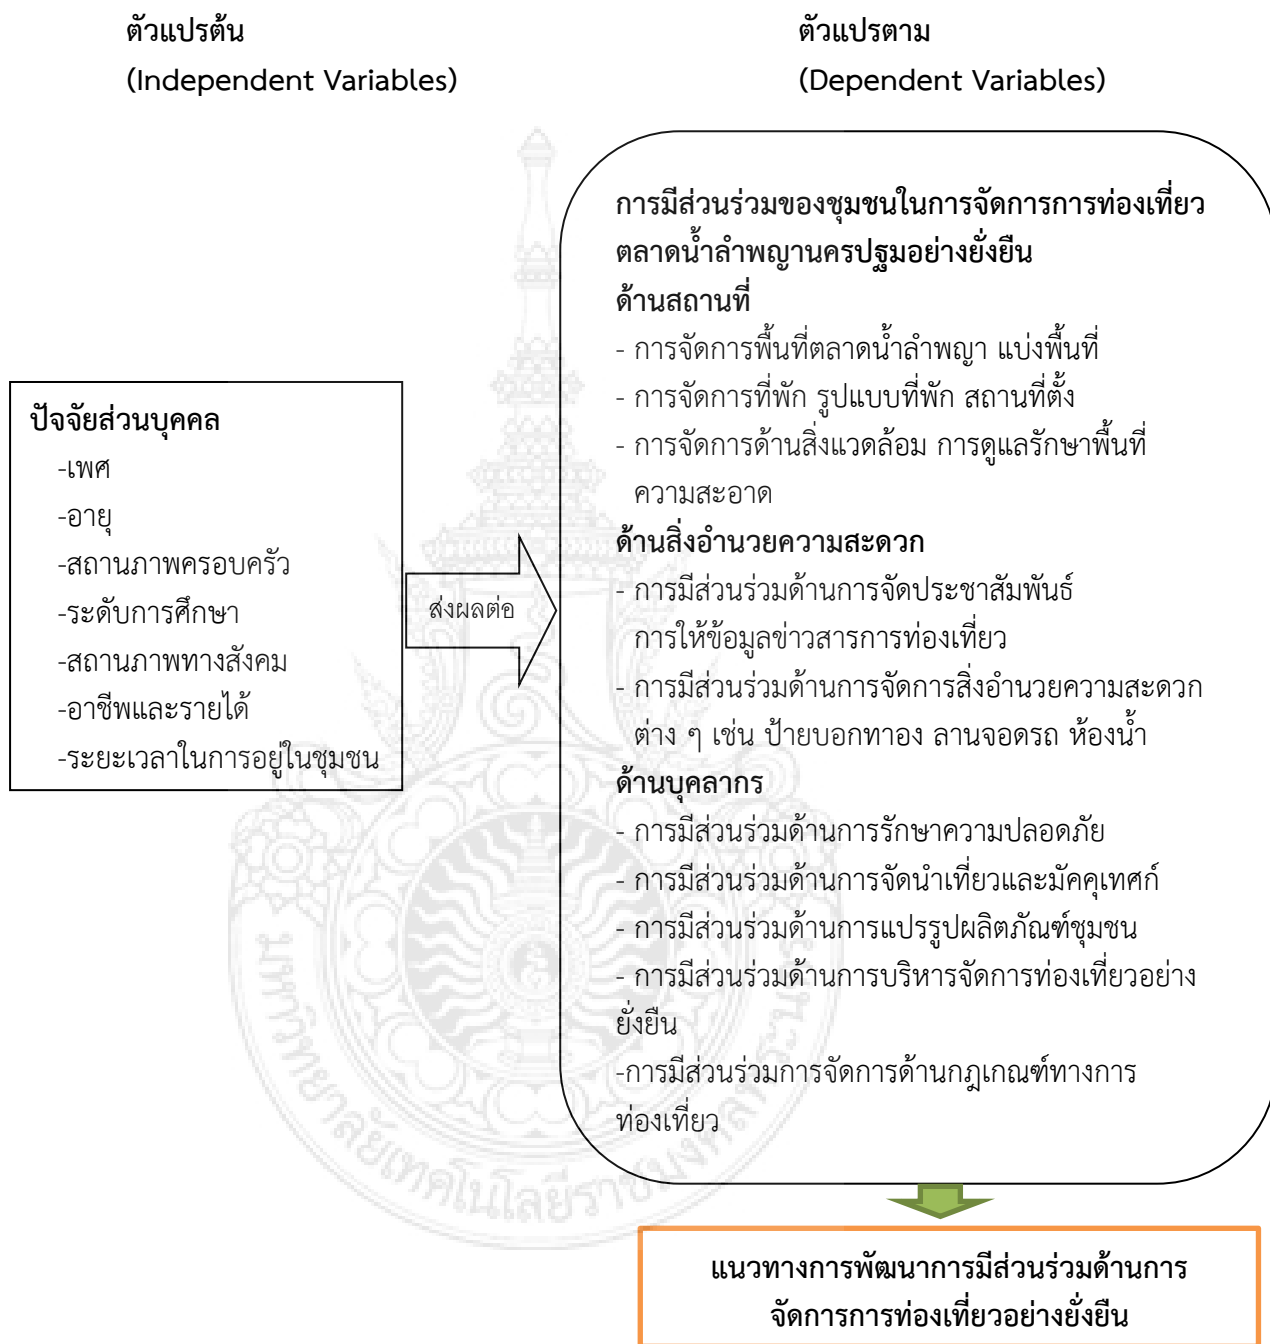 ตัวแปรต้น
(Independent Variables)
ตัวแปรตาม
(Dependent Variables)
ปัจจัยส่วนบุคคล
-เพศ
-อายุ
-สถานภาพครอบครัว
-ระดับการศึกษา
-สถานภาพทางสังคม
-อาชีพและรายได้
-ระยะเวลาในการอยู่ในชุมชน
ส่งผลต่อ
การมีส่วนร่วมของชุมชนในการจัดการการท่องเที่ยว
ตลาดน้ำลำพญานครปฐมอย่างยั่งยืน
ด้านสถานที่
- การจัดการพื้นที่ตลาดน้ำลำพญา แบ่งพื้นที่
- การจัดการที่พัก รูปแบบที่พัก สถานที่ตั้ง
- การจัดการด้านสิ่งแวดล้อม การดูแลรักษาพื้นที่
ความสะอาด
ด้านสิ่งอำนวยความสะดวก
- การมีส่วนร่วมด้านการจัดประชาสัมพันธ์
การให้ข้อมูลข่าวสารการท่องเที่ยว
- การมีส่วนร่วมด้านการจัดการสิ่งอำนวยความสะดวก
ต่าง ๆ เช่น ป้ายบอกทาอง ลานจอดรถ ห้องน้ำ
ด้านบุคลากร
- การมีส่วนร่วมด้านการรักษาความปลอดภัย
- การมีส่วนร่วมด้านการจัดนำเที่ยวและมัคคุเทศก์
- การมีส่วนร่วมด้านการแปรรูปผลิตภัณฑ์ชุมชน
- การมีส่วนร่วมด้านการบริหารจัดการท่องเที่ยวอย่าง
ยั่งยืน
-การมีส่วนร่วมการจัดการด้านกฎเกณฑ์ทางการ
ท่องเที่ยว
แนวทางการพัฒนาการมีส่วนร่วมด้านการ
จัดการการท่องเที่ยวอย่างยั่งยืน
มหาวิทยาลัยเทคโนโลยีราชมงคลพระนคร